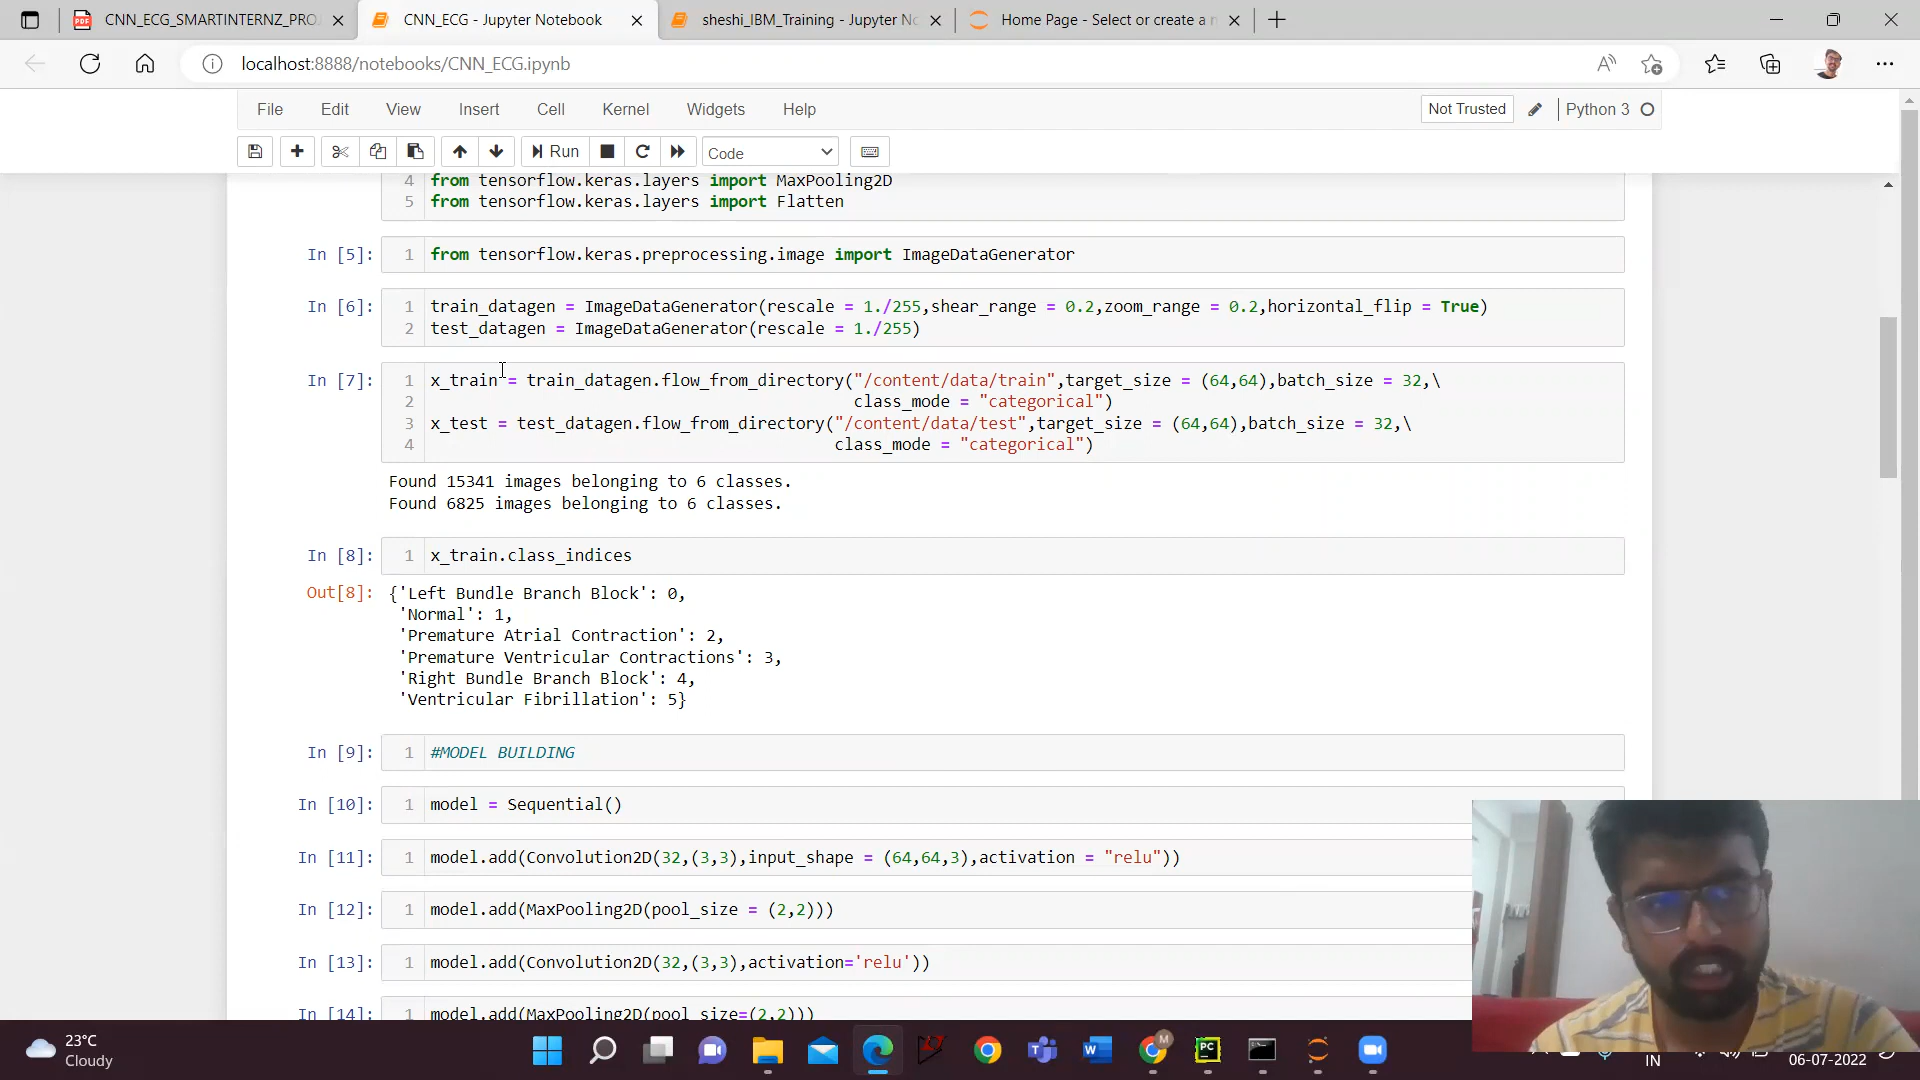 CNN_ECG_SMARTINTERNZ_PRO
CNN_ECG - Jupyter Notebook
sheshi_IBM_Training - Jupyter No
Home Page - Select or create a n
localhost:8888/notebooks/CNN_ECG.ipynb
File Edit View Insert Cell Kernel Widgets Help
Not Trusted
Python 3
Run
Code
4 from tensorflow.keras.layers import MaxPooling2D
5 from tensorflow.keras.layers import Flatten
In [5]: 1 from tensorflow.keras.preprocessing.image import ImageDataGenerator
In [6]: 1 train_datagen = ImageDataGenerator(rescale = 1./255,shear_range = 0.2,zoom_range = 0.2,horizontal_flip = True)
2 test_datagen = ImageDataGenerator(rescale = 1./255)
In [7]: 1 x_train = train_datagen.flow_from_directory("/content/data/train",target_size = (64,64),batch_size = 32,\
2 class_mode = "categorical")
3 x_test = test_datagen.flow_from_directory("/content/data/test",target_size = (64,64),batch_size = 32,\
4 class_mode = "categorical")
Found 15341 images belonging to 6 classes.
Found 6825 images belonging to 6 classes.
In [8]: 1 x_train.class_indices
Out[8]: {'Left Bundle Branch Block': 0,
'Normal': 1,
'Premature Atrial Contraction': 2,
'Premature Ventricular Contractions': 3,
'Right Bundle Branch Block': 4,
'Ventricular Fibrillation': 5}
In [9]: 1 #MODEL BUILDING
In [10]: 1 model = Sequential()
In [11]: 1 model.add(Convolution2D(32,(3,3),input_shape = (64,64,3),activation = "relu"))
In [12]: 1 model.add(MaxPooling2D(pool_size = (2,2)))
In [13]: 1 model.add(Convolution2D(32,(3,3),activation='relu'))
In [14]: 1 model.add(MaxPooling2D(pool_size=(2,2)))
23°C
Cloudy
IN
06-07-2022